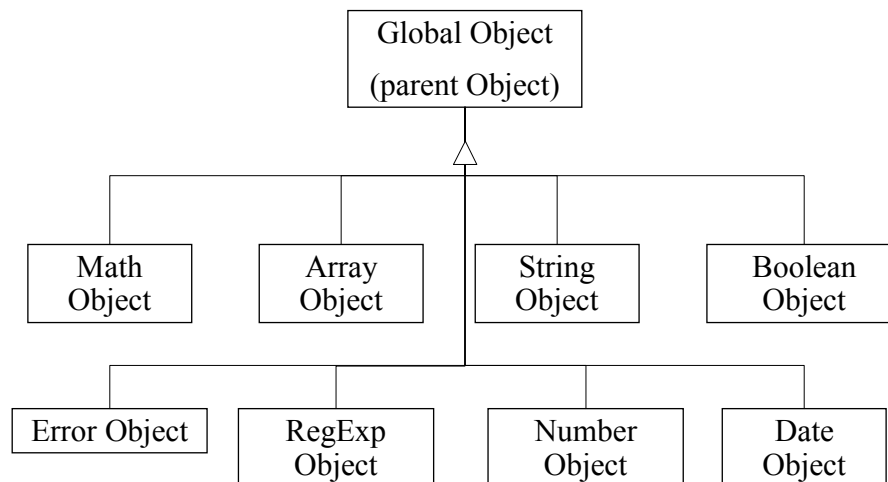 Global Object
(parent Object)
Math
Object
Array
Object
String
Object
Boolean
Object
Error Object
RegExp
Object
Number
Object
Date
Object